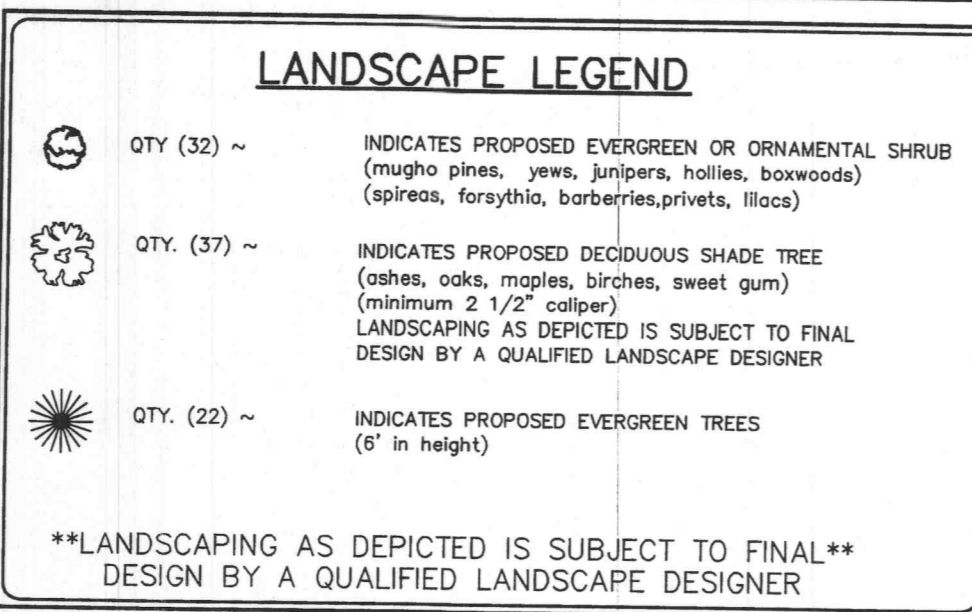 LANDSCAPE LEGEND
QTY (32) ~ INDICATES PROPOSED EVERGREEN OR ORNAMENTAL SHRUB
(mugho pines, yews, junipers, hollies, boxwoods)
(spireas, forsythia, barberries,privets, lilacs)
QTY. (37) ~ INDICATES PROPOSED DECIDUOUS SHADE TREE
(ashes, oaks, maples, birches, sweet gum)
(minimum 2 1/2" caliper)
LANDSCAPING AS DEPICTED IS SUBJECT TO FINAL
DESIGN BY A QUALIFIED LANDSCAPE DESIGNER
QTY. (22) ~ INDICATES PROPOSED EVERGREEN TREES
(6' in height)
**LANDSCAPING AS DEPICTED IS SUBJECT TO FINAL**
DESIGN BY A QUALIFIED LANDSCAPE DESIGNER